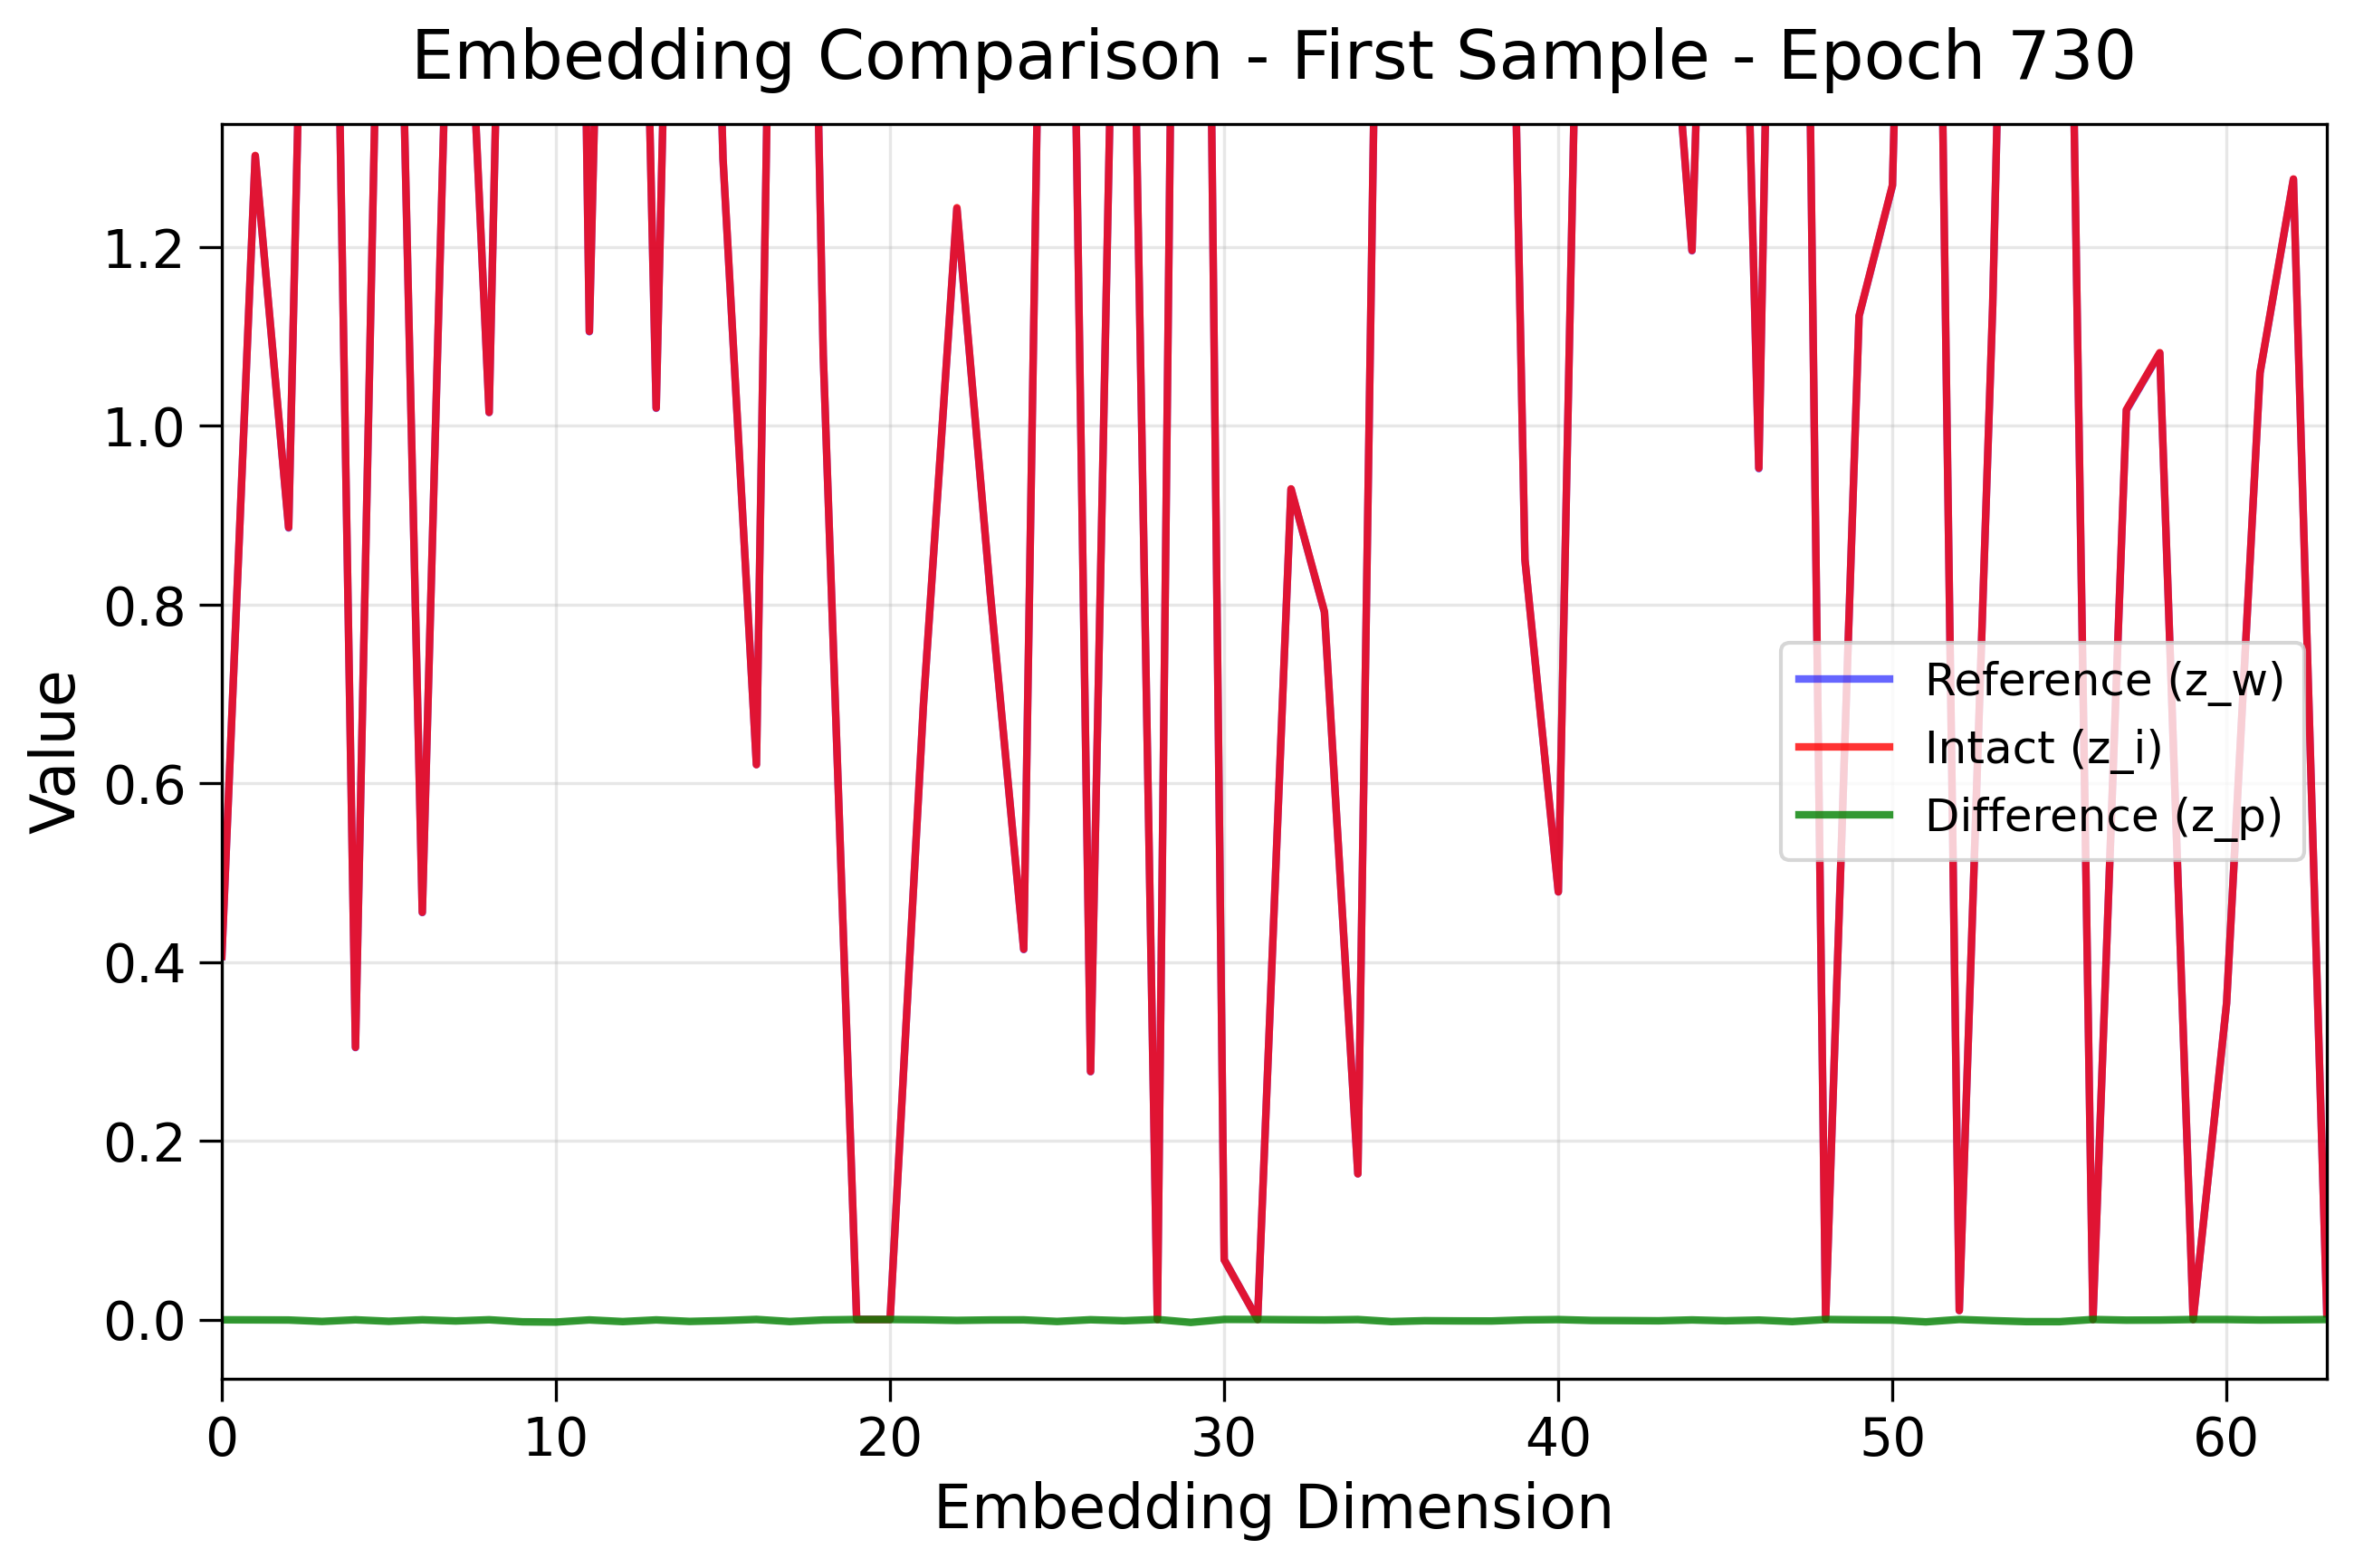 Embedding Comparison - First Sample - Epoch 730
1.2
1.0
0.8
0.6
0.4
0.2
0.0
Value
Reference (z_w)
Intact (z_i)
Difference (z_p)
0 10 20 30 40 50 60
Embedding Dimension